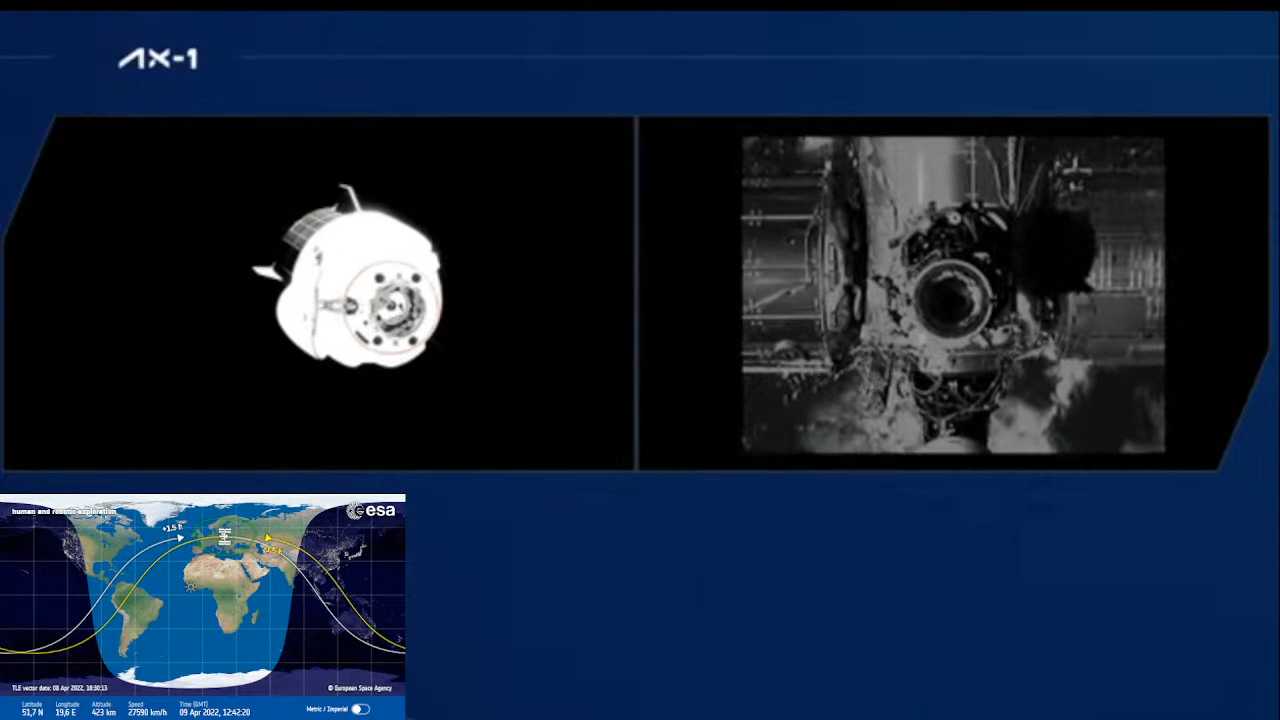 AX-1
human and robotic exploration
esa
+1.5 h
-1.5 h
TLE vector date: 08 Apr 2022, 16:30:13
© European Space Agency
Latitude Longitude Altitude Speed Time (GMT)
51,7 N 19,6 E 423 km 27590 km/h 09 Apr 2022, 12:42:20
Metric / Imperial